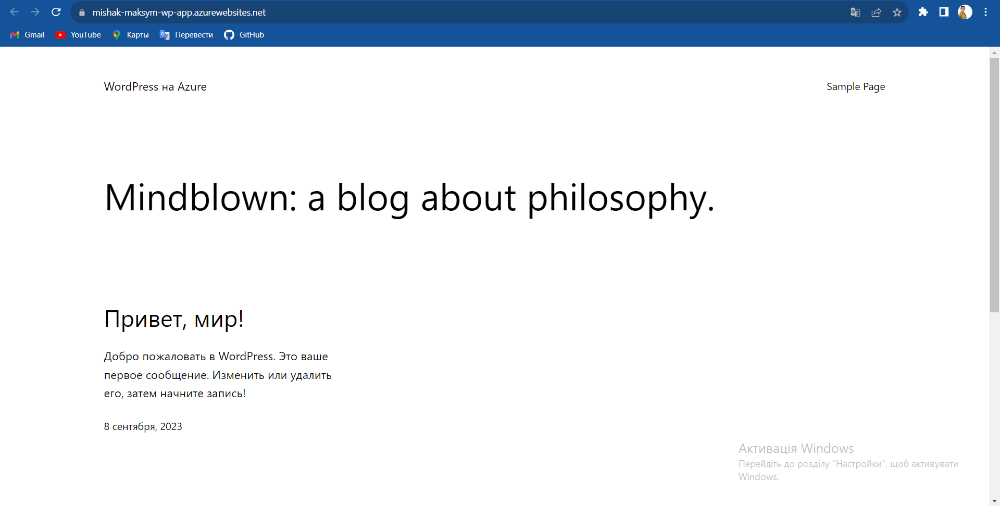 mishak-maksym-wp-app.azurewebsites.net
Gmail YouTube Карты Перевести GitHub
WordPress на Azure
Sample Page
Mindblown: a blog about philosophy.
Привет, мир!
Добро пожаловать в WordPress. Это ваше
первое сообщение. Изменить или удалить
его, затем начните запись!
8 сентября, 2023
Активація Windows
Перейдіть до розділу "Настройки", щоб активувати
Windows.